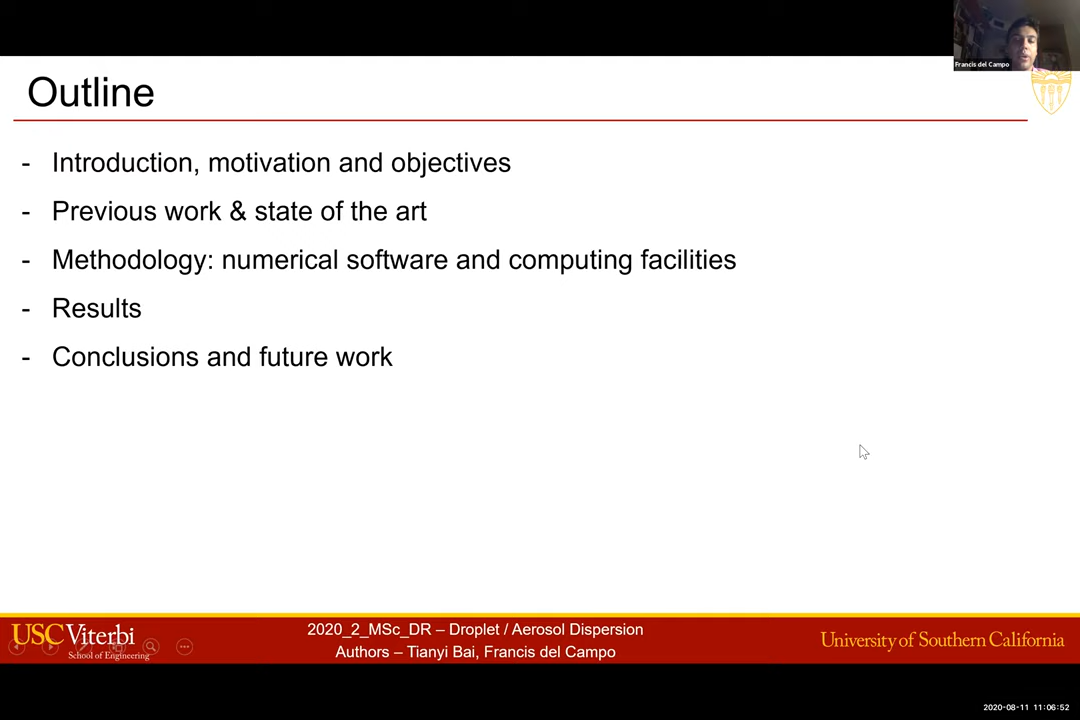 Francis del Campo
Outline
- Introduction, motivation and objectives
- Previous work & state of the art
- Methodology: numerical software and computing facilities
- Results
- Conclusions and future work
USC Viterbi
School of Engineering
2020_2_MSc_DR – Droplet / Aerosol Dispersion
Authors – Tianyi Bai, Francis del Campo
University of Southern California
2020-08-11 11:06:52